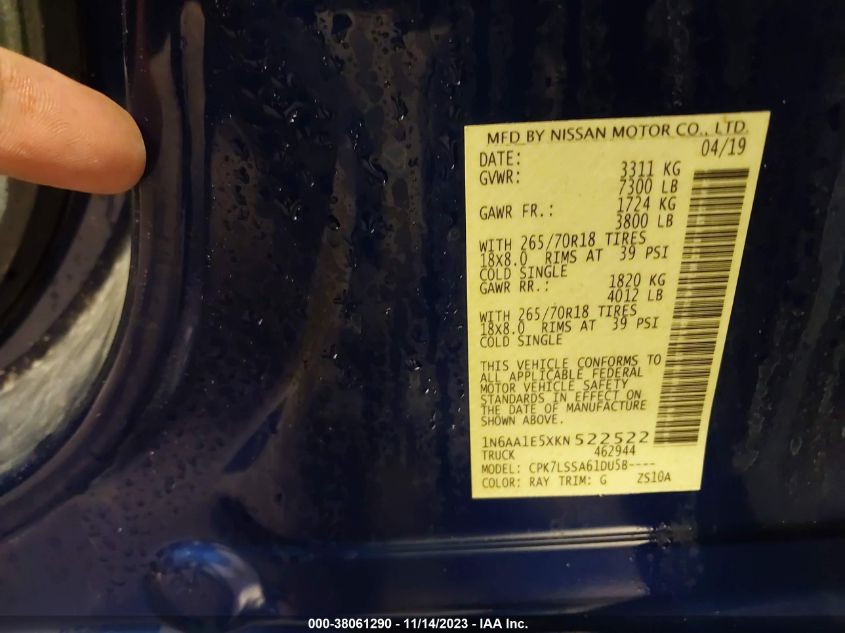 MFD BY NISSAN MOTOR CO., LTD.
DATE: 04/19
GVWR: 3311 KG
7300 LB
GAWR FR.: 1724 KG
3800 LB
WITH 265/70R18 TIRES
18X8.0 RIMS AT 39 PSI
COLD SINGLE
GAWR RR.: 1820 KG
4012 LB
WITH 265/70R18 TIRES
18X8.0 RIMS AT 39 PSI
COLD SINGLE
THIS VEHICLE CONFORMS TO
ALL APPLICABLE FEDERAL
MOTOR VEHICLE SAFETY
STANDARDS IN EFFECT ON
THE DATE OF MANUFACTURE
SHOWN ABOVE.
1N6AA1E5XKN522522
TRUCK 462944
MODEL: CPK7LSSA61DU5B----
COLOR: RAY TRIM: G ZS10A
000-38061290 - 11/14/2023 - IAA Inc.